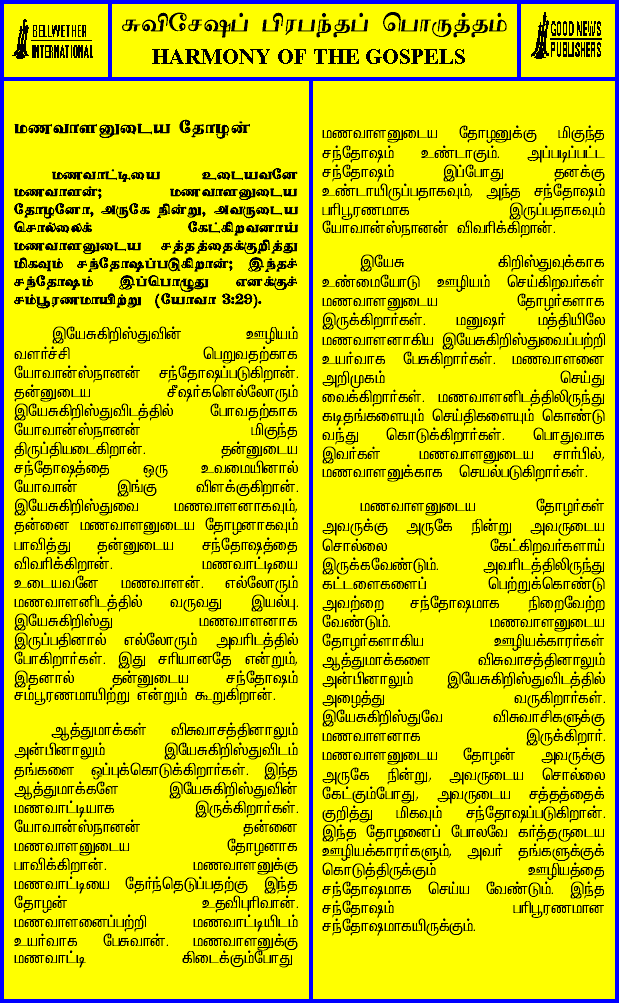 BELLWETHER
INTERNATIONAL
சுவிசேஷப் பிரபந்தப் பொருத்தம்
HARMONY OF THE GOSPELS
GOOD NEWS
PUBLISHERS
மணவாளனுடைய தோழன்
மணவாட்டியை உடையவனே
மணவாளன்; மணவாளனுடைய
தோழனோ, அருகே நின்று, அவருடைய
சொல்லைக் கேட்கிறவனாய்
மணவாளனுடைய சத்தத்தைக்குறித்து
மிகவும் சந்தோஷப்படுகிறான்; இந்தச்
சந்தோஷம் இப்பொழுது எனக்குச்
சம்பூரணமாயிற்று (யோவா 3:29).
இயேசுகிறிஸ்துவின் ஊழியம்
வளர்ச்சி பெறுவதற்காக
யோவான்ஸ்நானன் சந்தோஷப்படுகிறான்.
தன்னுடைய சீஷர்களெல்லோரும்
இயேசுகிறிஸ்துவிடத்தில் போவதற்காக
யோவான்ஸ்நானன் மிகுந்த
திருப்தியடைகிறான். தன்னுடைய
சந்தோஷத்தை ஒரு உவமையினால்
யோவான் இங்கு விளக்குகிறான்.
இயேசுகிறிஸ்துவை மணவாளனாகவும்,
தன்னை மணவாளனுடைய தோழனாகவும்
பாவித்து தன்னுடைய சந்தோஷத்தை
விவரிக்கிறான். மணவாட்டியை
உடையவனே மணவாளன். எல்லோரும்
மணவாளனிடத்தில் வருவது இயல்பு.
இயேசுகிறிஸ்து மணவாளனாக
இருப்பதினால் எல்லோரும் அவரிடத்தில்
போகிறார்கள். இது சரியானதே என்றும்,
இதனால் தன்னுடைய சந்தோஷம்
சம்பூரணமாயிற்று என்றும் கூறுகிறான்.
ஆத்துமாக்கள் விசுவாசத்தினாலும்
அன்பினாலும் இயேசுகிறிஸ்துவிடம்
தங்களை ஒப்புக்கொடுக்கிறார்கள். இந்த
ஆத்துமாக்களே இயேசுகிறிஸ்துவின்
மணவாட்டியாக இருக்கிறார்கள்.
யோவான்ஸ்நானன் தன்னை
மணவாளனுடைய தோழனாக
பாவிக்கிறான். மணவாளனுக்கு
மணவாட்டியை தேர்ந்தெடுப்பதற்கு இந்த
தோழன் உதவிபுரிவான்.
மணவாளனைப்பற்றி மணவாட்டியிடம்
உயர்வாக பேசுவான். மணவாளனுக்கு
மணவாட்டி கிடைக்கும்போது
மணவாளனுடைய தோழனுக்கு மிகுந்த
சந்தோஷம் உண்டாகும். அப்படிப்பட்ட
சந்தோஷம் இப்போது தனக்கு
உண்டாயிருப்பதாகவும், அந்த சந்தோஷம்
பரிபூரணமாக இருப்பதாகவும்
யோவான்ஸ்நானன் விவரிக்கிறான்.
இயேசு கிறிஸ்துவுக்காக
உண்மையோடு ஊழியம் செய்கிறவர்கள்
மணவாளனுடைய தோழர்களாக
இருக்கிறார்கள். மனுஷர் மத்தியிலே
மணவாளனாகிய இயேசுகிறிஸ்துவைப்பற்றி
உயர்வாக பேசுகிறார்கள். மணவாளனை
அறிமுகம் செய்து
வைக்கிறார்கள். மணவாளனிடத்திலிருந்து
கடிதங்களையும் செய்திகளையும் கொண்டு
வந்து கொடுக்கிறார்கள். பொதுவாக
இவர்கள் மணவாளனுடைய சார்பில்,
மணவாளனுக்காக செயல்படுகிறார்கள்.
மணவாளனுடைய தோழர்கள்
அவருக்கு அருகே நின்று அவருடைய
சொல்லை கேட்கிறவர்களாய்
இருக்கவேண்டும். அவரிடத்திலிருந்து
கட்டளைகளைப் பெற்றுக்கொண்டு
அவற்றை சந்தோஷமாக நிறைவேற்ற
வேண்டும். மணவாளனுடைய
தோழர்களாகிய ஊழியக்காரர்கள்
ஆத்துமாக்களை விசுவாசத்தினாலும்
அன்பினாலும் இயேசுகிறிஸ்துவிடத்தில்
அழைத்து வருகிறார்கள்.
இயேசுகிறிஸ்துவே விசுவாசிகளுக்கு
மணவாளனாக இருக்கிறார்.
மணவாளனுடைய தோழன் அவருக்கு
அருகே நின்று, அவருடைய சொல்லை
கேட்கும்போது, அவருடைய சத்தத்தைக்
குறித்து மிகவும் சந்தோஷப்படுகிறான்.
இந்த தோழனைப் போலவே கர்த்தருடைய
ஊழியக்காரர்களும், அவர் தங்களுக்குக்
கொடுத்திருக்கும் ஊழியத்தை
சந்தோஷமாக செய்ய வேண்டும். இந்த
சந்தோஷம் பரிபூரணமான
சந்தோஷமாகயிருக்கும்.